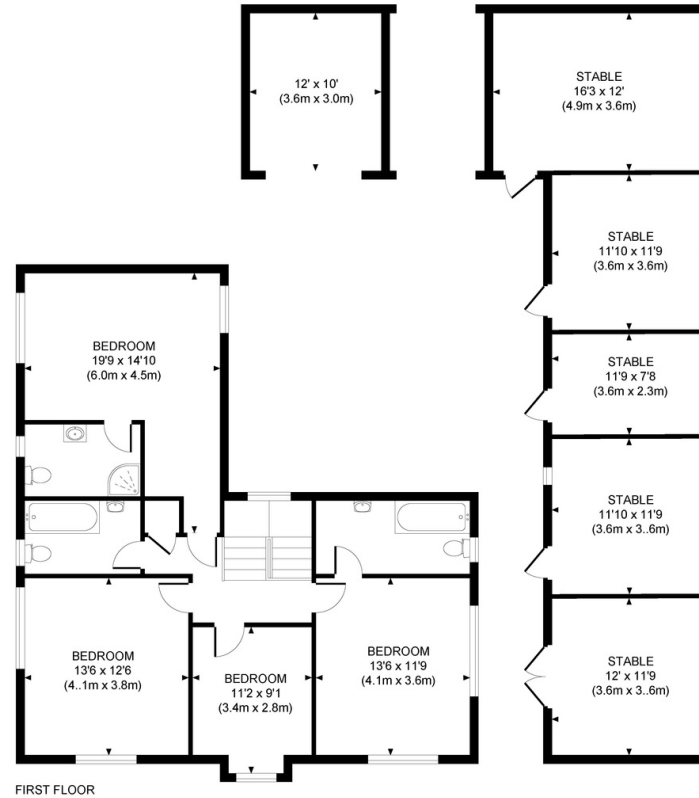 12' x 10'
(3.6m x 3.0m)
STABLE
16'3 x 12'
(4.9m x 3.6m)
STABLE
11'10 x 11'9
(3.6m x 3.6m)
STABLE
11'9 x 7'8
(3.6m x 2.3m)
STABLE
11'10 x 11'9
(3.6m x 3..6m)
STABLE
12' x 11'9
(3.6m x 3..6m)
BEDROOM
19'9 x 14'10
(6.0m x 4.5m)
BEDROOM
13'6 x 12'6
(4..1m x 3.8m)
BEDROOM
11'2 x 9'1
(3.4m x 2.8m)
BEDROOM
13'6 x 11'9
(4.1m x 3.6m)
FIRST FLOOR